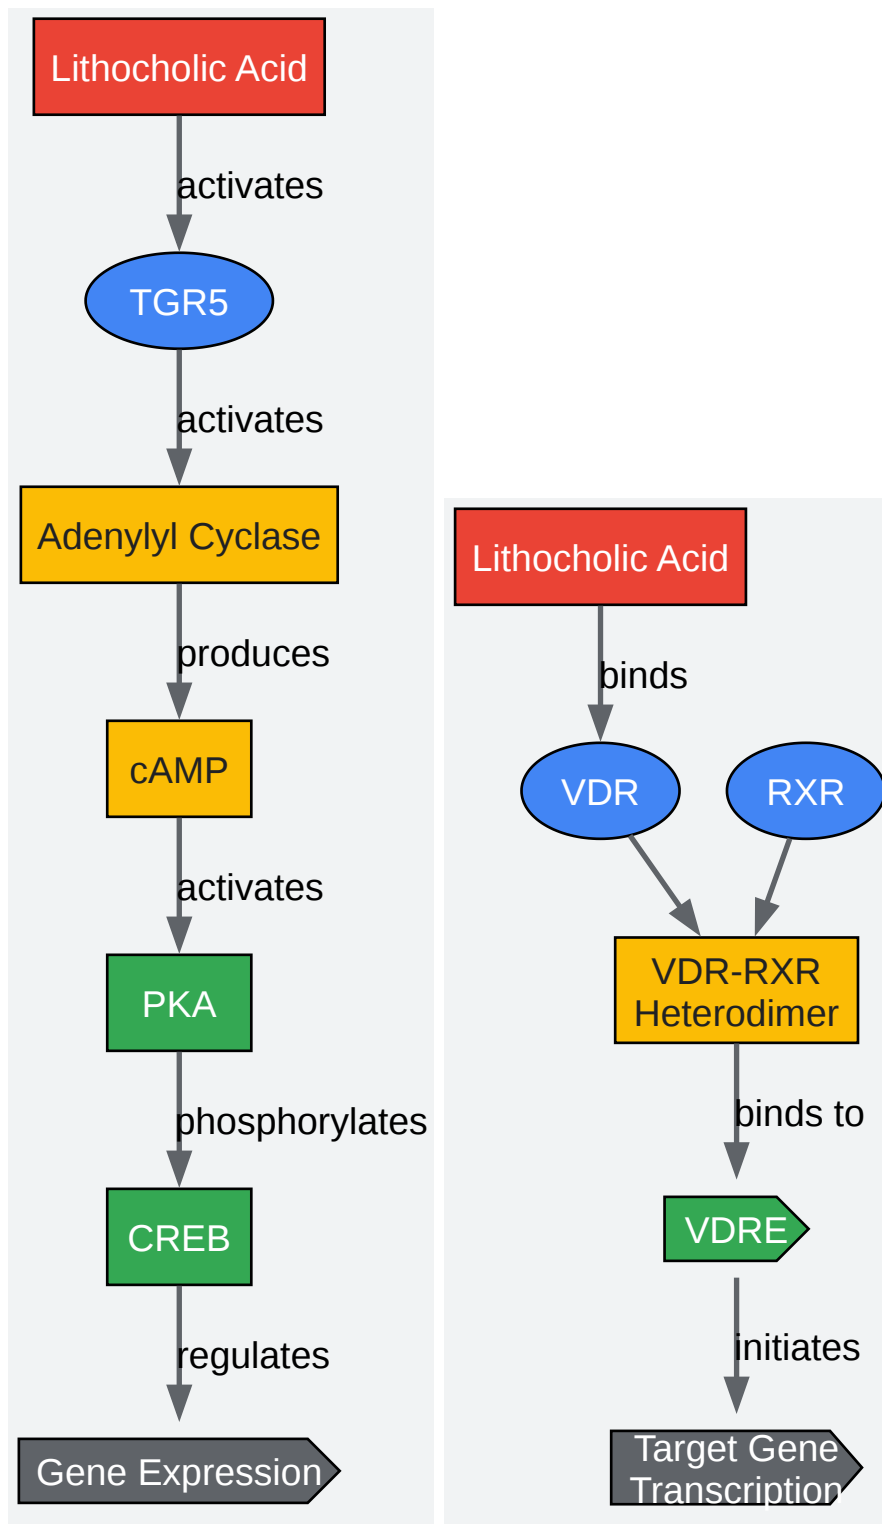 Lithocholic Acid
activates
TGR5
activates
Adenylyl Cyclase
produces
cAMP
activates
PKA
phosphorylates
CREB
regulates
Gene Expression
Lithocholic Acid
binds
VDR
RXR
VDR-RXR
Heterodimer
binds to
VDRE
initiates
Target Gene
Transcription